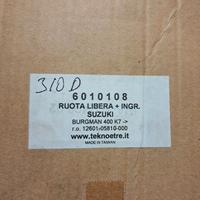 310 D
6010108
RUOTA LIBERA + INGR.
SUZUKI
BURGMAN 400 K7 ->
r.o. 12601-05810-000
www.teknoetre.it
MADE IN TAIWAN